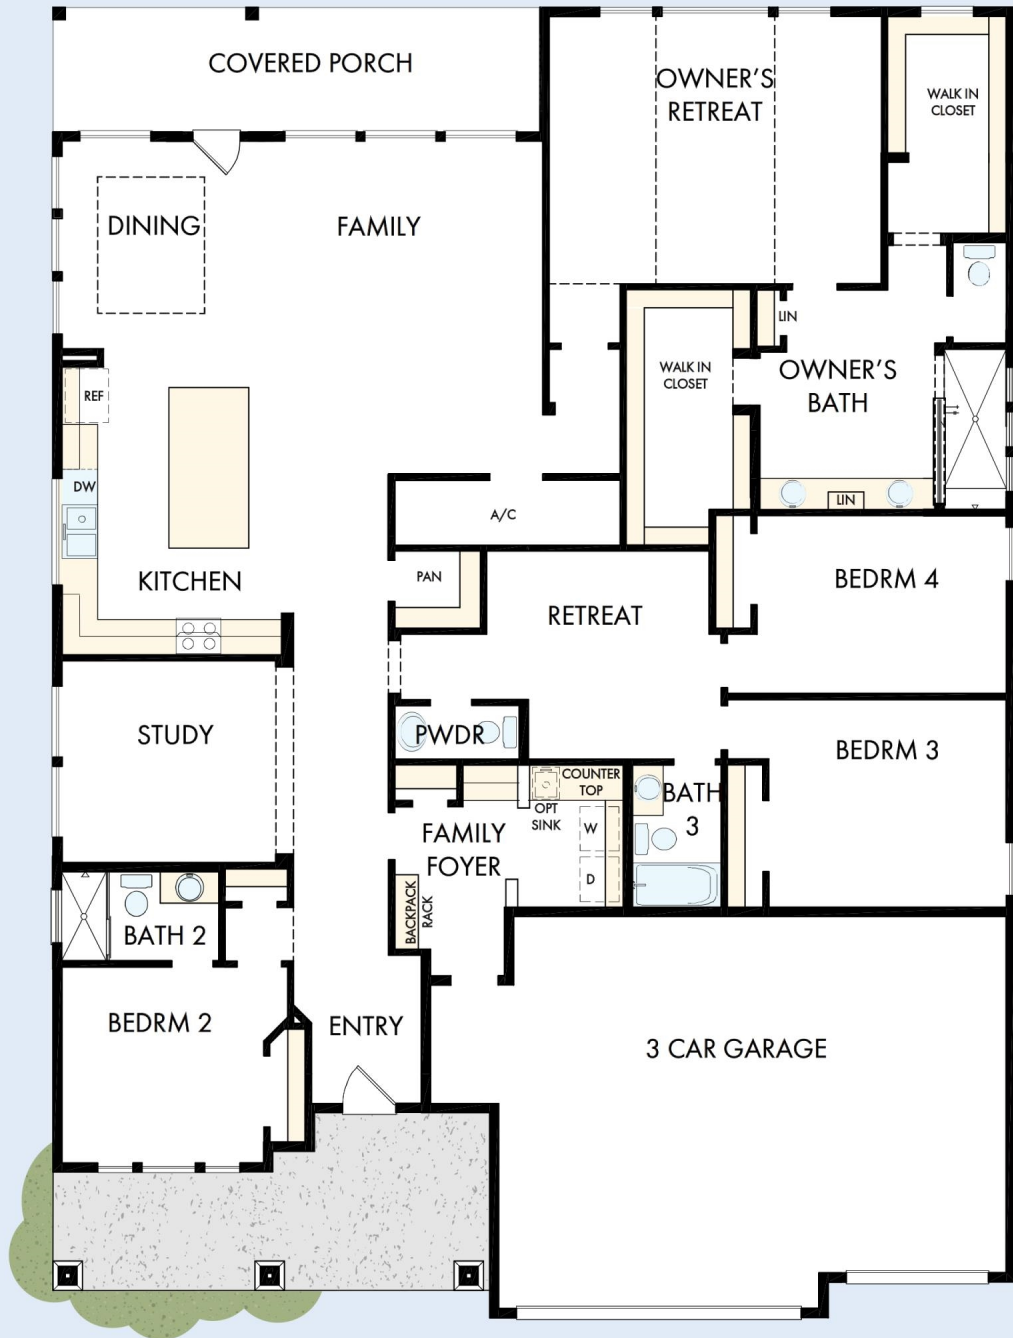 COVERED PORCH
OWNER'S
RETREAT
WALK IN
CLOSET
DINING
FAMILY
LIN
WALK IN
CLOSET
OWNER'S
BATH
REF
DW
LIN
A/C
KITCHEN
PAN
BEDRM 4
RETREAT
STUDY
PWDR
BEDRM 3
COUNTER
TOP
OPT
SINK
W
D
BATH
3
FAMILY
FOYER
BACKPACK
RACK
BATH 2
BEDRM 2
ENTRY
3 CAR GARAGE